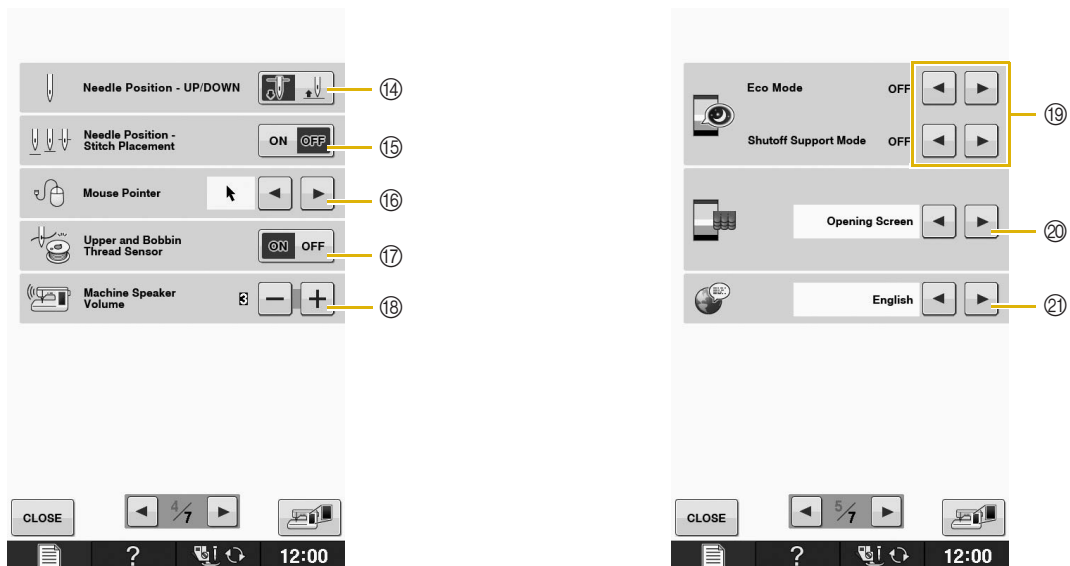 Needle Position - UP/DOWN
⑭
Needle Position -
Stitch Placement
ON OFF
⑮
Mouse Pointer
⑯
Upper and Bobbin
Thread Sensor
ON OFF
⑰
Machine Speaker
Volume
3
− +
⑱
CLOSE
4/7
?
12:00
Eco Mode OFF
Shutoff Support Mode OFF
⑲
Opening Screen
⑳
English
㉑
CLOSE
5/7
?
12:00